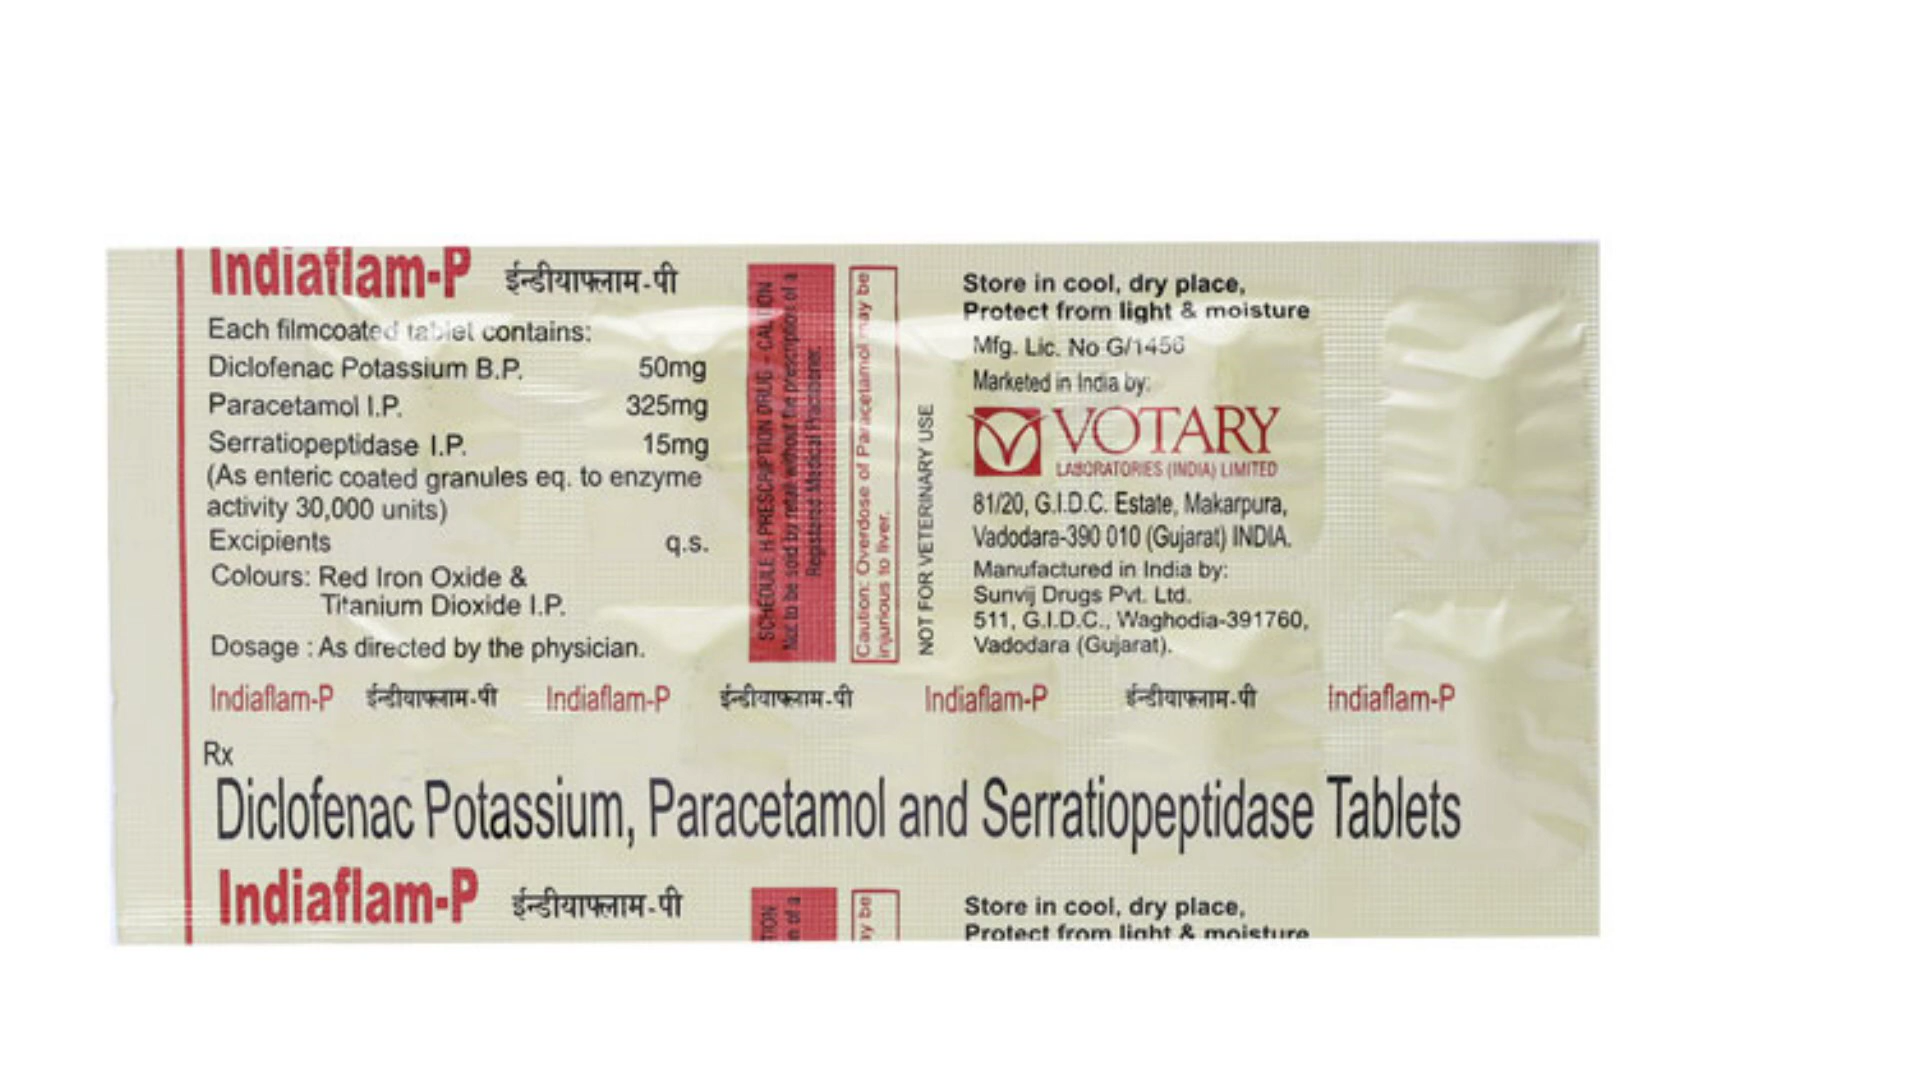 Indiaflam-P ईन्डीयाफ्लाम-पी
Each filmcoated tablet contains:
Diclofenac Potassium B.P. 50mg
Paracetamol I.P. 325mg
Serratiopeptidase I.P. 15mg
(As enteric coated granules eq. to enzyme
activity 30,000 units)
Excipients q.s.
Colours: Red Iron Oxide &
Titanium Dioxide I.P.
Dosage : As directed by the physician.
SCHEDULE H PRESCRIPTION DRUG - CAUTION
Not to be sold by retail without the prescription of a
Registered Medical Practitioner.
Caution: Overdose of Paracetamol may be
injurious to liver.
NOT FOR VETERINARY USE
Store in cool, dry place,
Protect from light & moisture
Mfg. Lic. No G/1456
Marketed in India by:
VOTARY
LABORATORIES (INDIA) LIMITED
81/20, G.I.D.C. Estate, Makarpura,
Vadodara-390 010 (Gujarat) INDIA.
Manufactured in India by:
Sunvij Drugs Pvt. Ltd.
511, G.I.D.C., Waghodia-391760,
Vadodara (Gujarat).
Indiaflam-P ईन्डीयाफ्लाम-पी Indiaflam-P ईन्डीयाफ्लाम-पी Indiaflam-P ईन्डीयाफ्लाम-पी Indiaflam-P
Rx
Diclofenac Potassium, Paracetamol and Serratiopeptidase Tablets
Indiaflam-P ईन्डीयाफ्लाम-पी
TION
n of a
ay be
Store in cool, dry place,
Protect from light & moisture